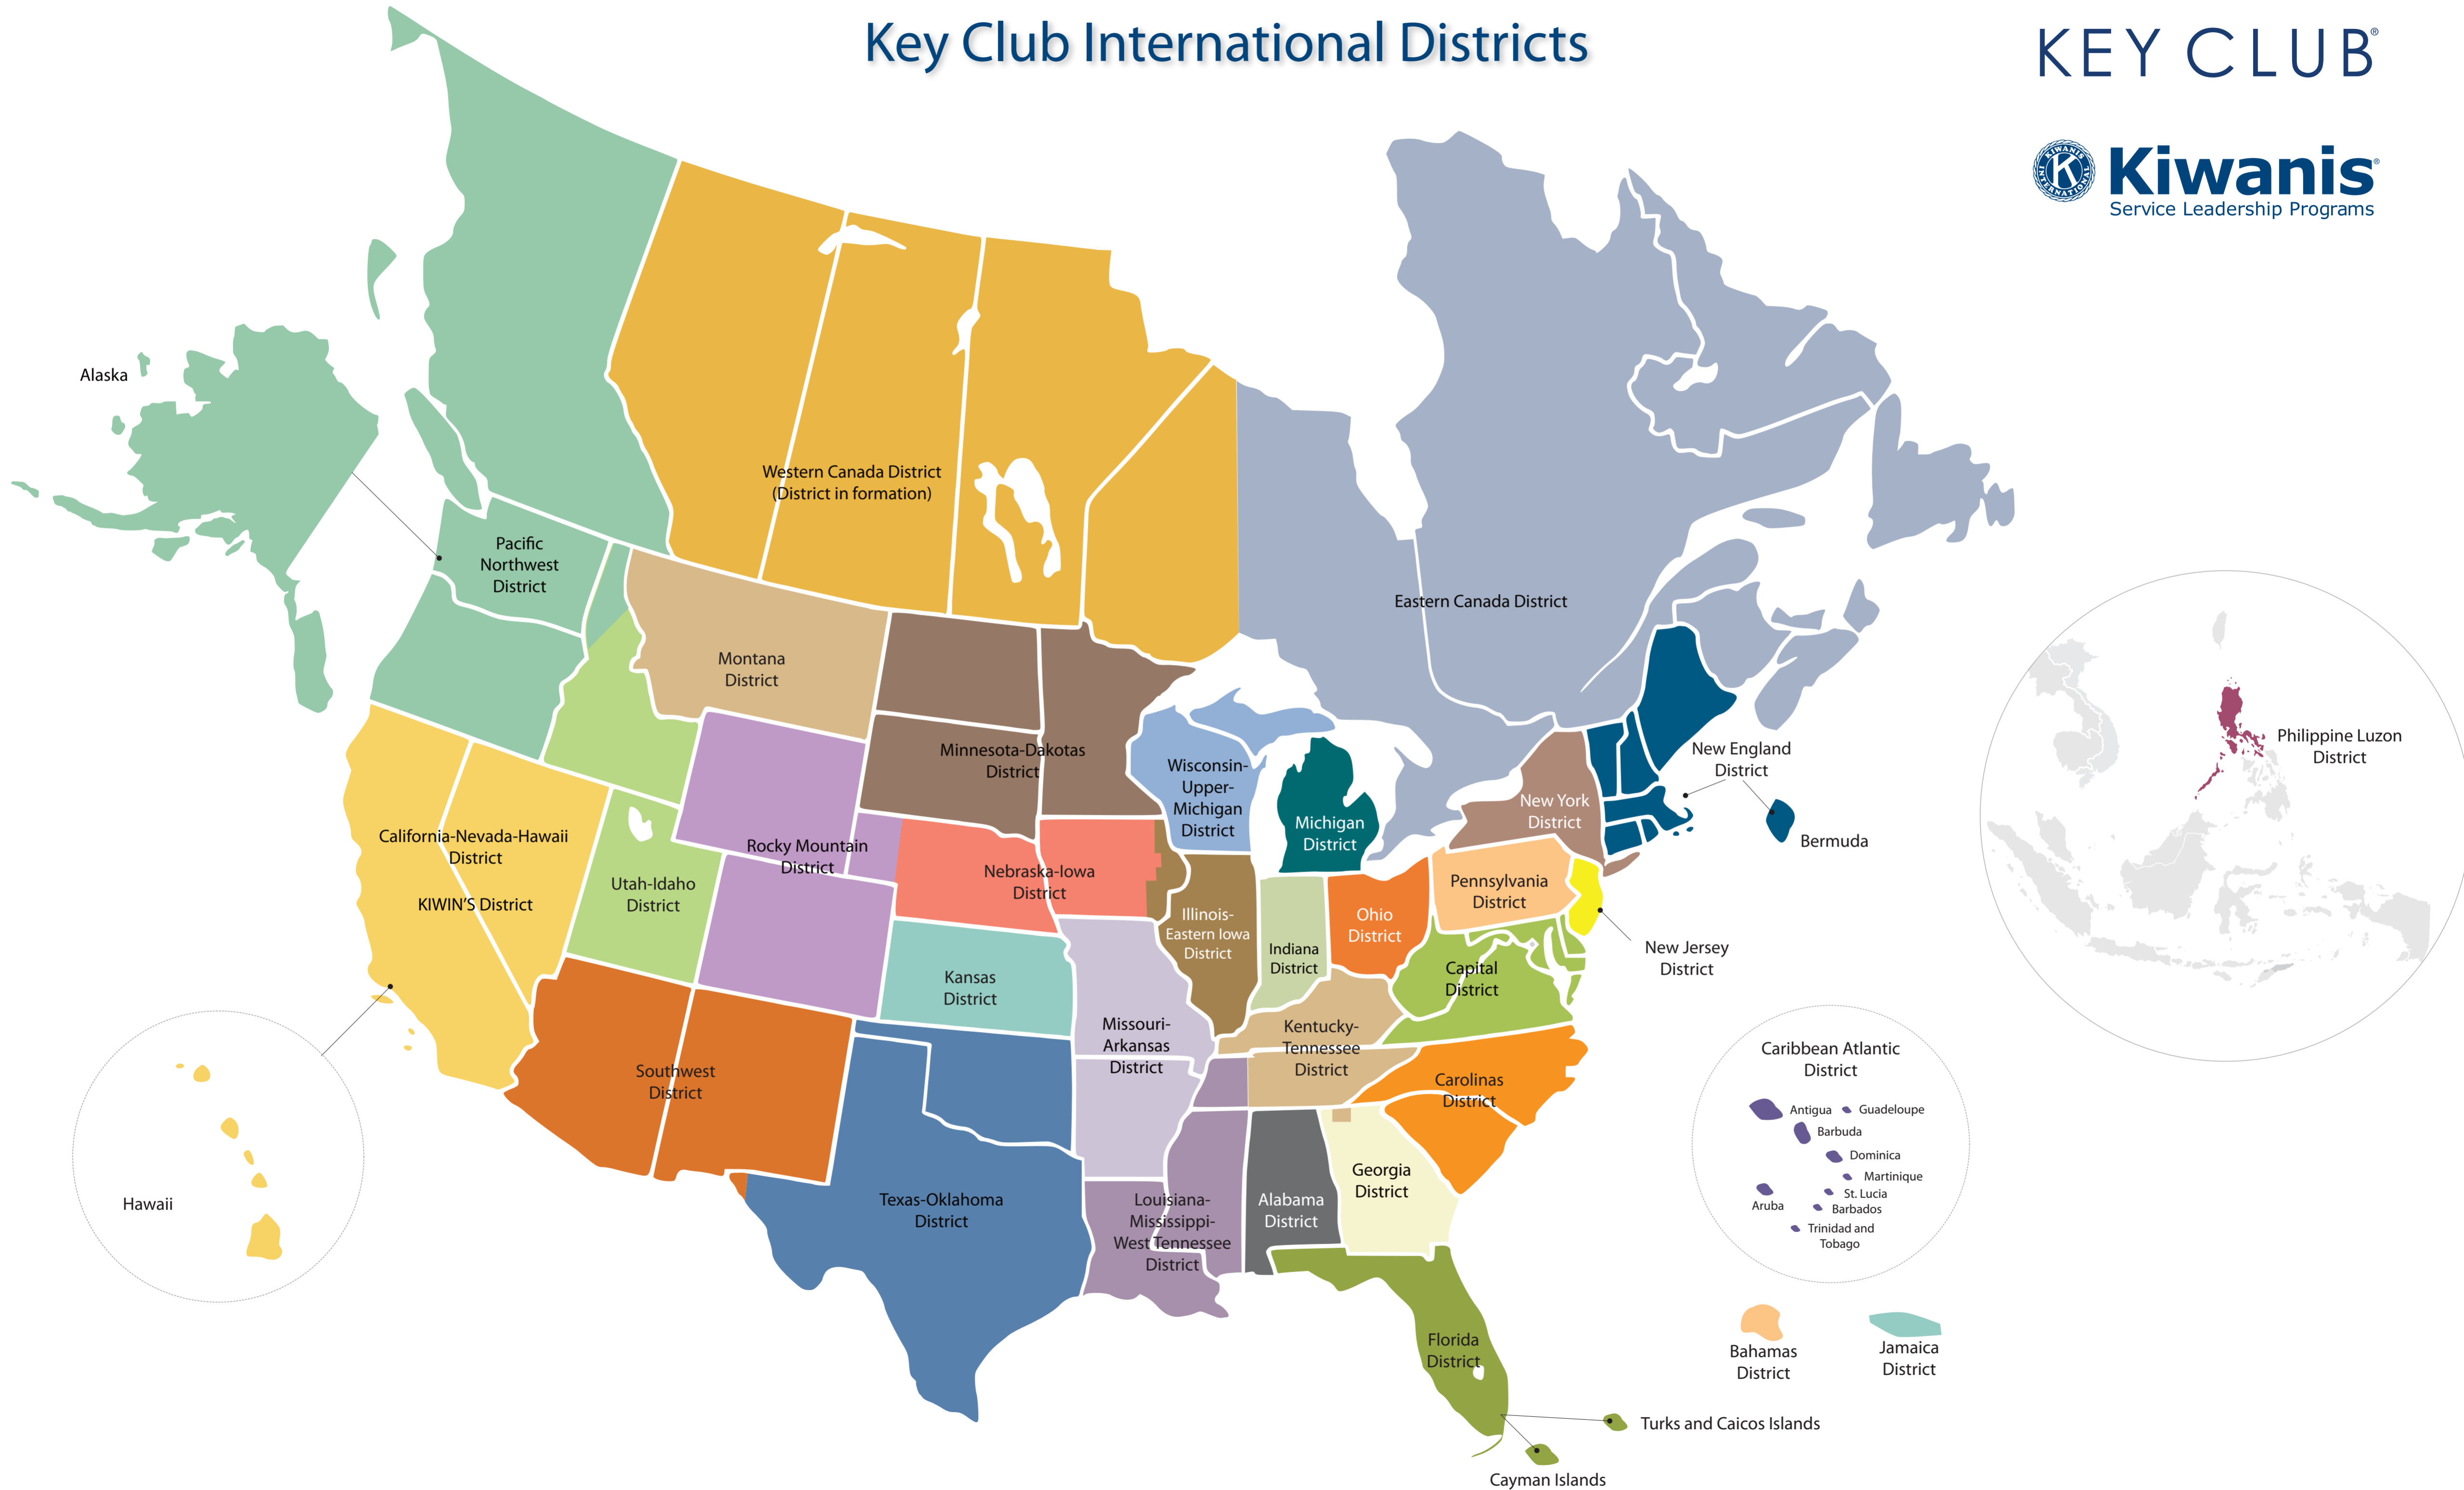 Key Club International Districts
KEY CLUB®
KIWANIS
INTERNATIONAL
K
Kiwanis®
Service Leadership Programs
Alaska
Western Canada District
(District in formation)
Pacific
Northwest
District
Eastern Canada District
Montana
District
Minnesota-Dakotas
District
Wisconsin-
Upper-
Michigan
District
Michigan
District
New York
District
New England
District
Bermuda
Philippine Luzon
District
California-Nevada-Hawaii
District
KIWIN'S District
Utah-Idaho
District
Rocky Mountain
District
Nebraska-Iowa
District
Illinois-
Eastern Iowa
District
Indiana
District
Ohio
District
Pennsylvania
District
New Jersey
District
Capital
District
Kansas
District
Missouri-
Arkansas
District
Kentucky-
Tennessee
District
Carolinas
District
Southwest
District
Texas-Oklahoma
District
Louisiana-
Mississippi-
West Tennessee
District
Alabama
District
Georgia
District
Florida
District
Hawaii
Caribbean Atlantic
District
Antigua
Guadeloupe
Barbuda
Dominica
Martinique
St. Lucia
Aruba
Barbados
Trinidad and
Tobago
Bahamas
District
Jamaica
District
Turks and Caicos Islands
Cayman Islands